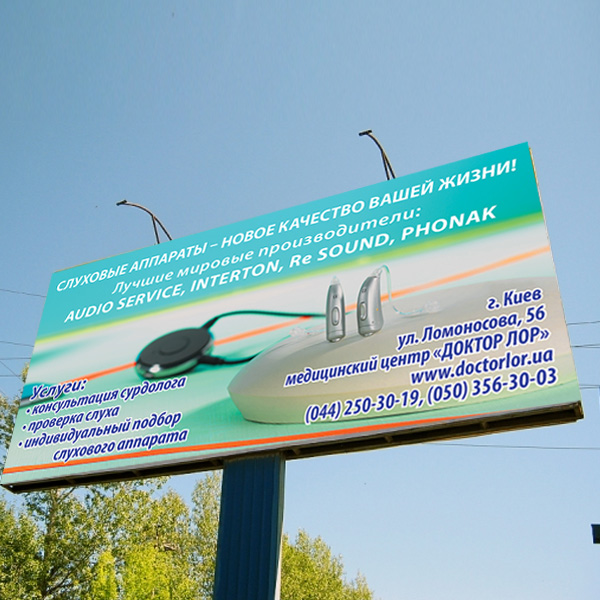 СЛУХОВЫЕ АППАРАТЫ – НОВОЕ КАЧЕСТВО ВАШЕЙ ЖИЗНИ!
Лучшие мировые производители:
AUDIO SERVICE, INTERTON, Re SOUND, PHONAK
Услуги:
• консультация сурдолога
• проверка слуха
• индивидуальный подбор
слухового аппарата
г. Киев
ул. Ломоносова, 56
медицинский центр «ДОКТОР ЛОР»
www.doctorlor.ua
(044) 250-30-19, (050) 356-30-03